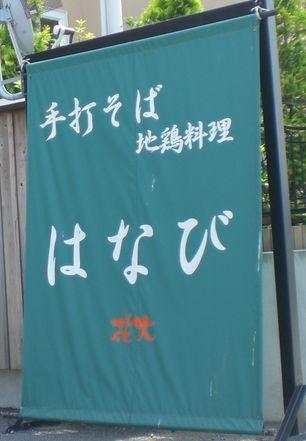 手打そば
地鶏料理
はなび
花火